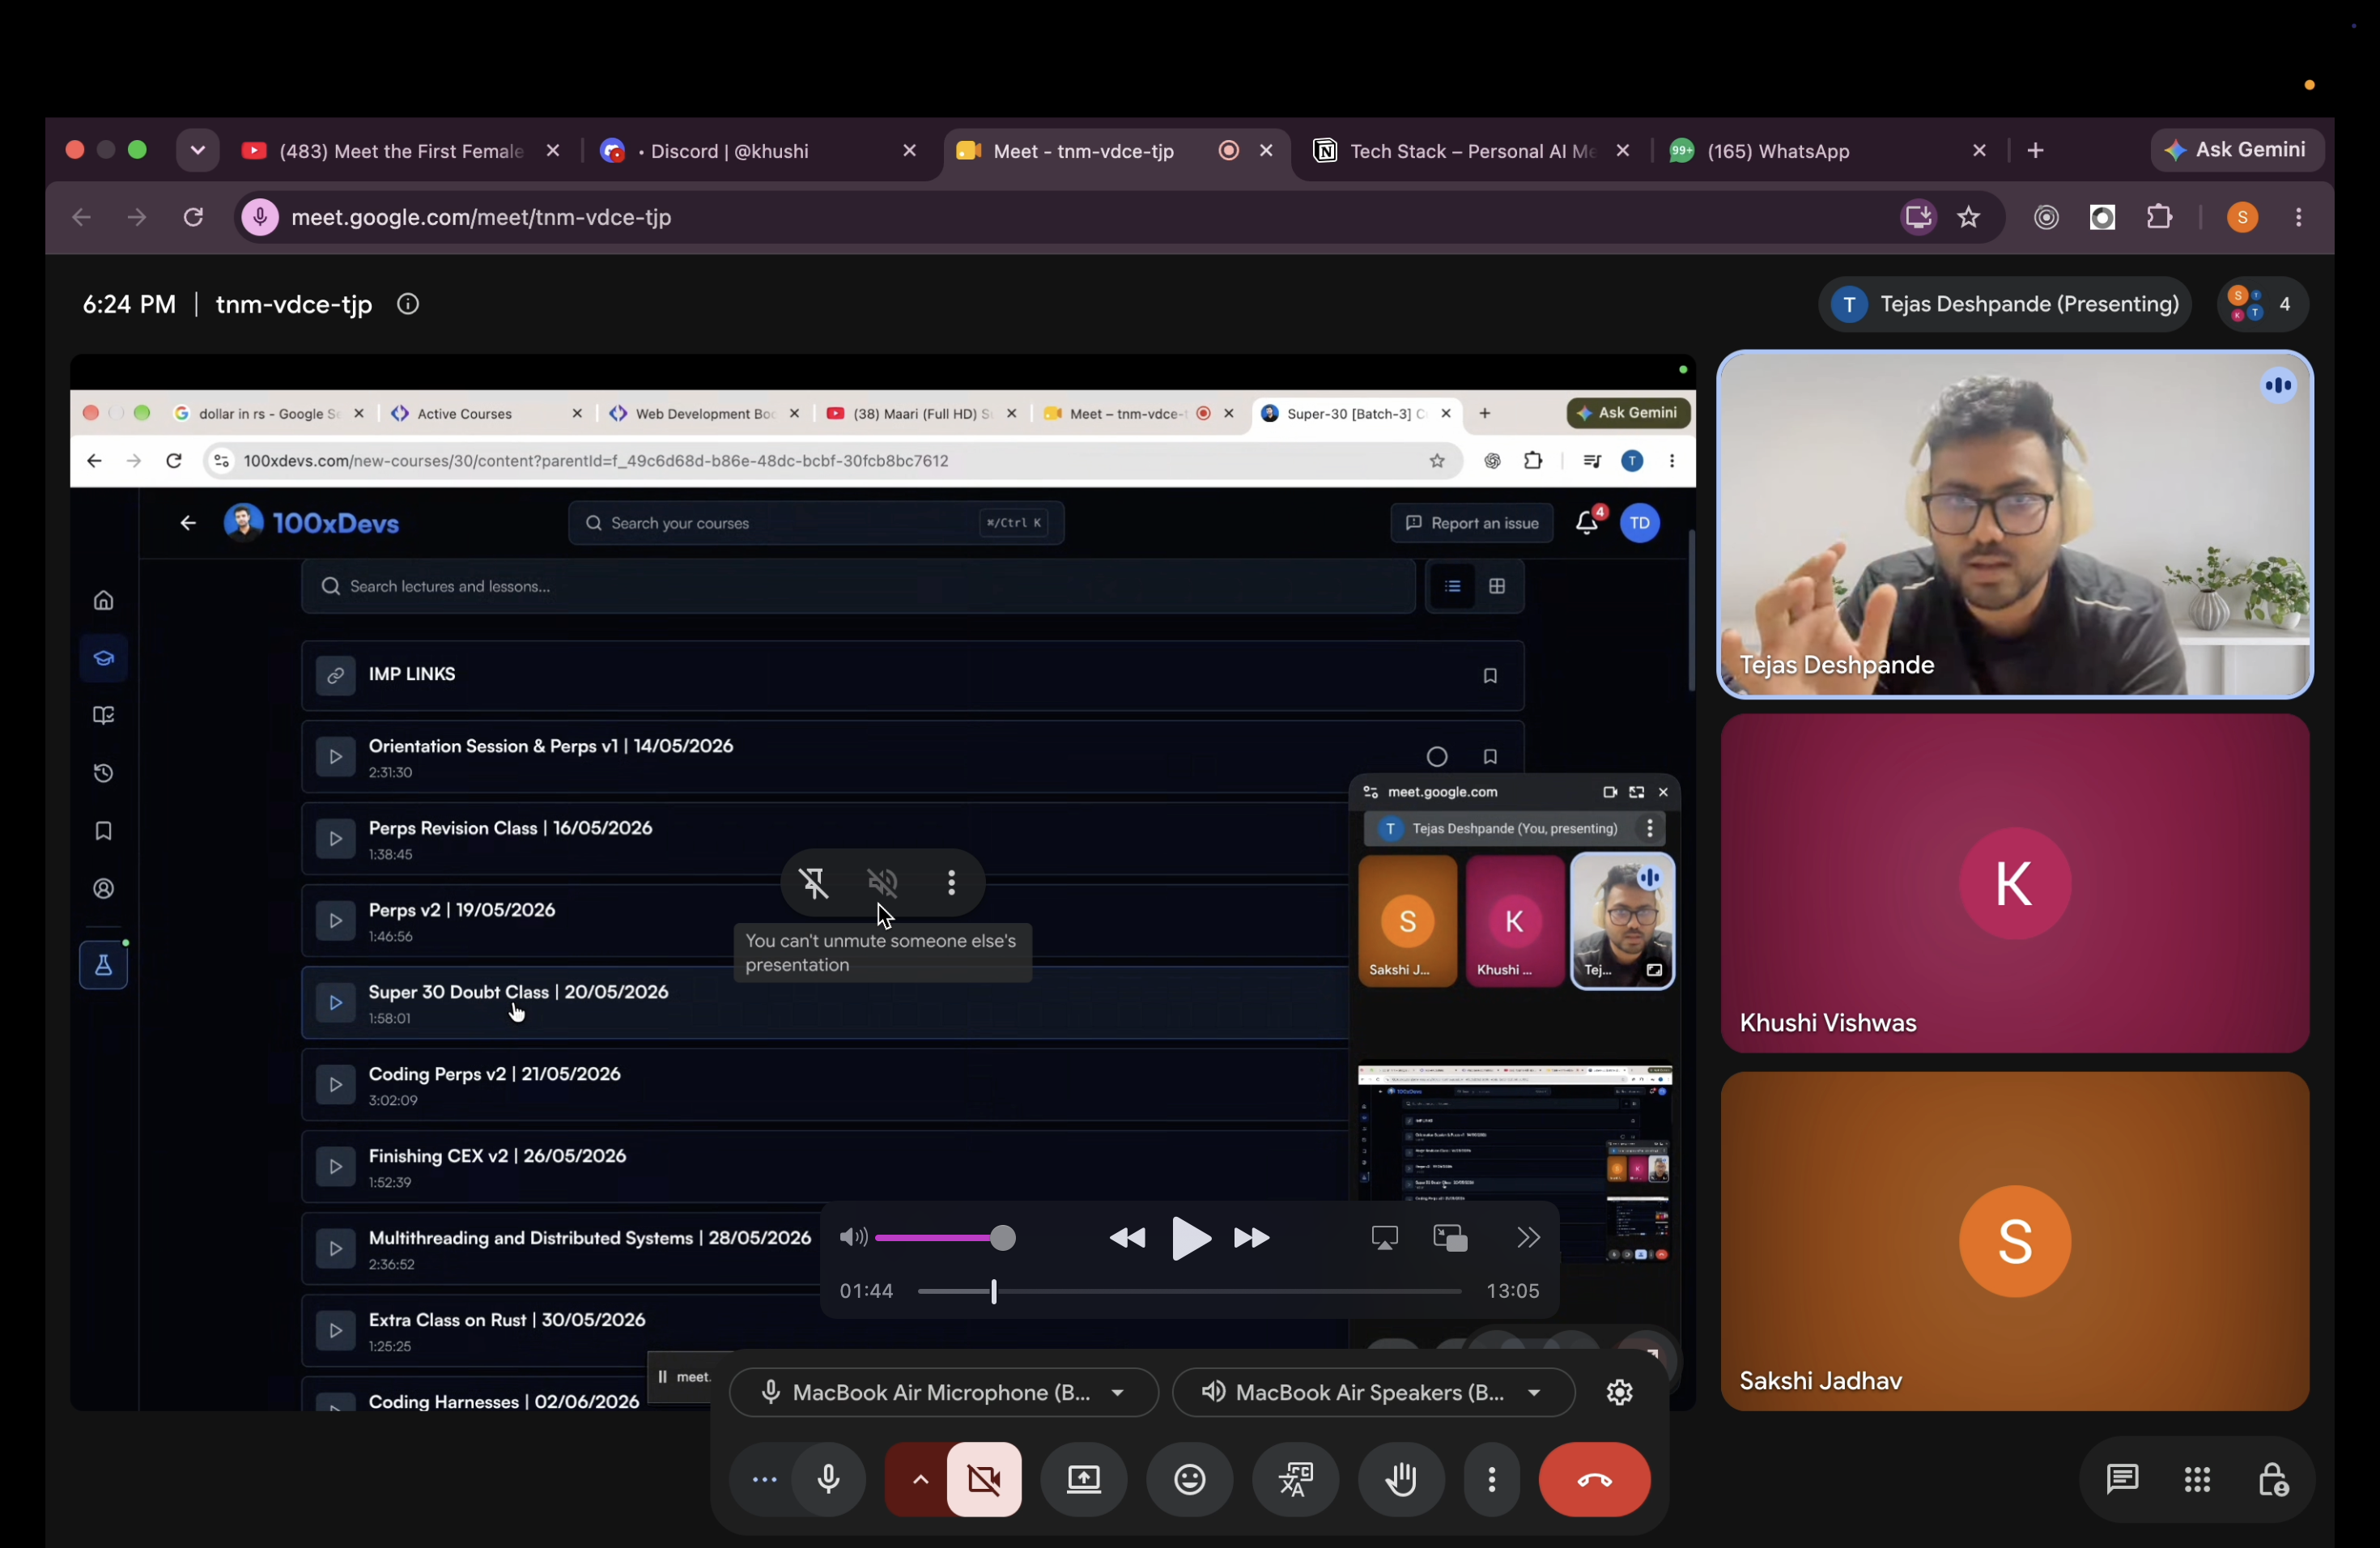 (483) Meet the First Female
• Discord | @khushi
Meet - tnm-vdce-tjp
Tech Stack – Personal AI Me
99+
(165) WhatsApp
Ask Gemini
meet.google.com/meet/tnm-vdce-tjp
S
6:24 PM | tnm-vdce-tjp
T Tejas Deshpande (Presenting)
4
dollar in rs - Google Se
Active Courses
Web Development Boo
(38) Maari (Full HD) S
Meet – tnm-vdce-t
Super-30 [Batch-3] C
Ask Gemini
100xdevs.com/new-courses/30/content?parentId=f_49c6d68d-b86e-48dc-bcbf-30fcb8bc7612
T
100xDevs
Search your courses
⌘/Ctrl K
Report an issue
4
TD
Search lectures and lessons...
IMP LINKS
Orientation Session & Perps v1 | 14/05/2026
2:31:30
Perps Revision Class | 16/05/2026
1:38:45
Perps v2 | 19/05/2026
1:46:56
You can't unmute someone else's
presentation
Super 30 Doubt Class | 20/05/2026
1:58:01
Coding Perps v2 | 21/05/2026
3:02:09
Finishing CEX v2 | 26/05/2026
1:52:39
Multithreading and Distributed Systems | 28/05/2026
2:36:52
Extra Class on Rust | 30/05/2026
1:25:25
Coding Harnesses | 02/06/2026
meet.google.com
T Tejas Deshpande (You, presenting)
S
Sakshi J...
K
Khushi ...
Tej...
01:44
13:05
meet.
MacBook Air Microphone (B...
MacBook Air Speakers (B...
Tejas Deshpande
K
Khushi Vishwas
S
Sakshi Jadhav